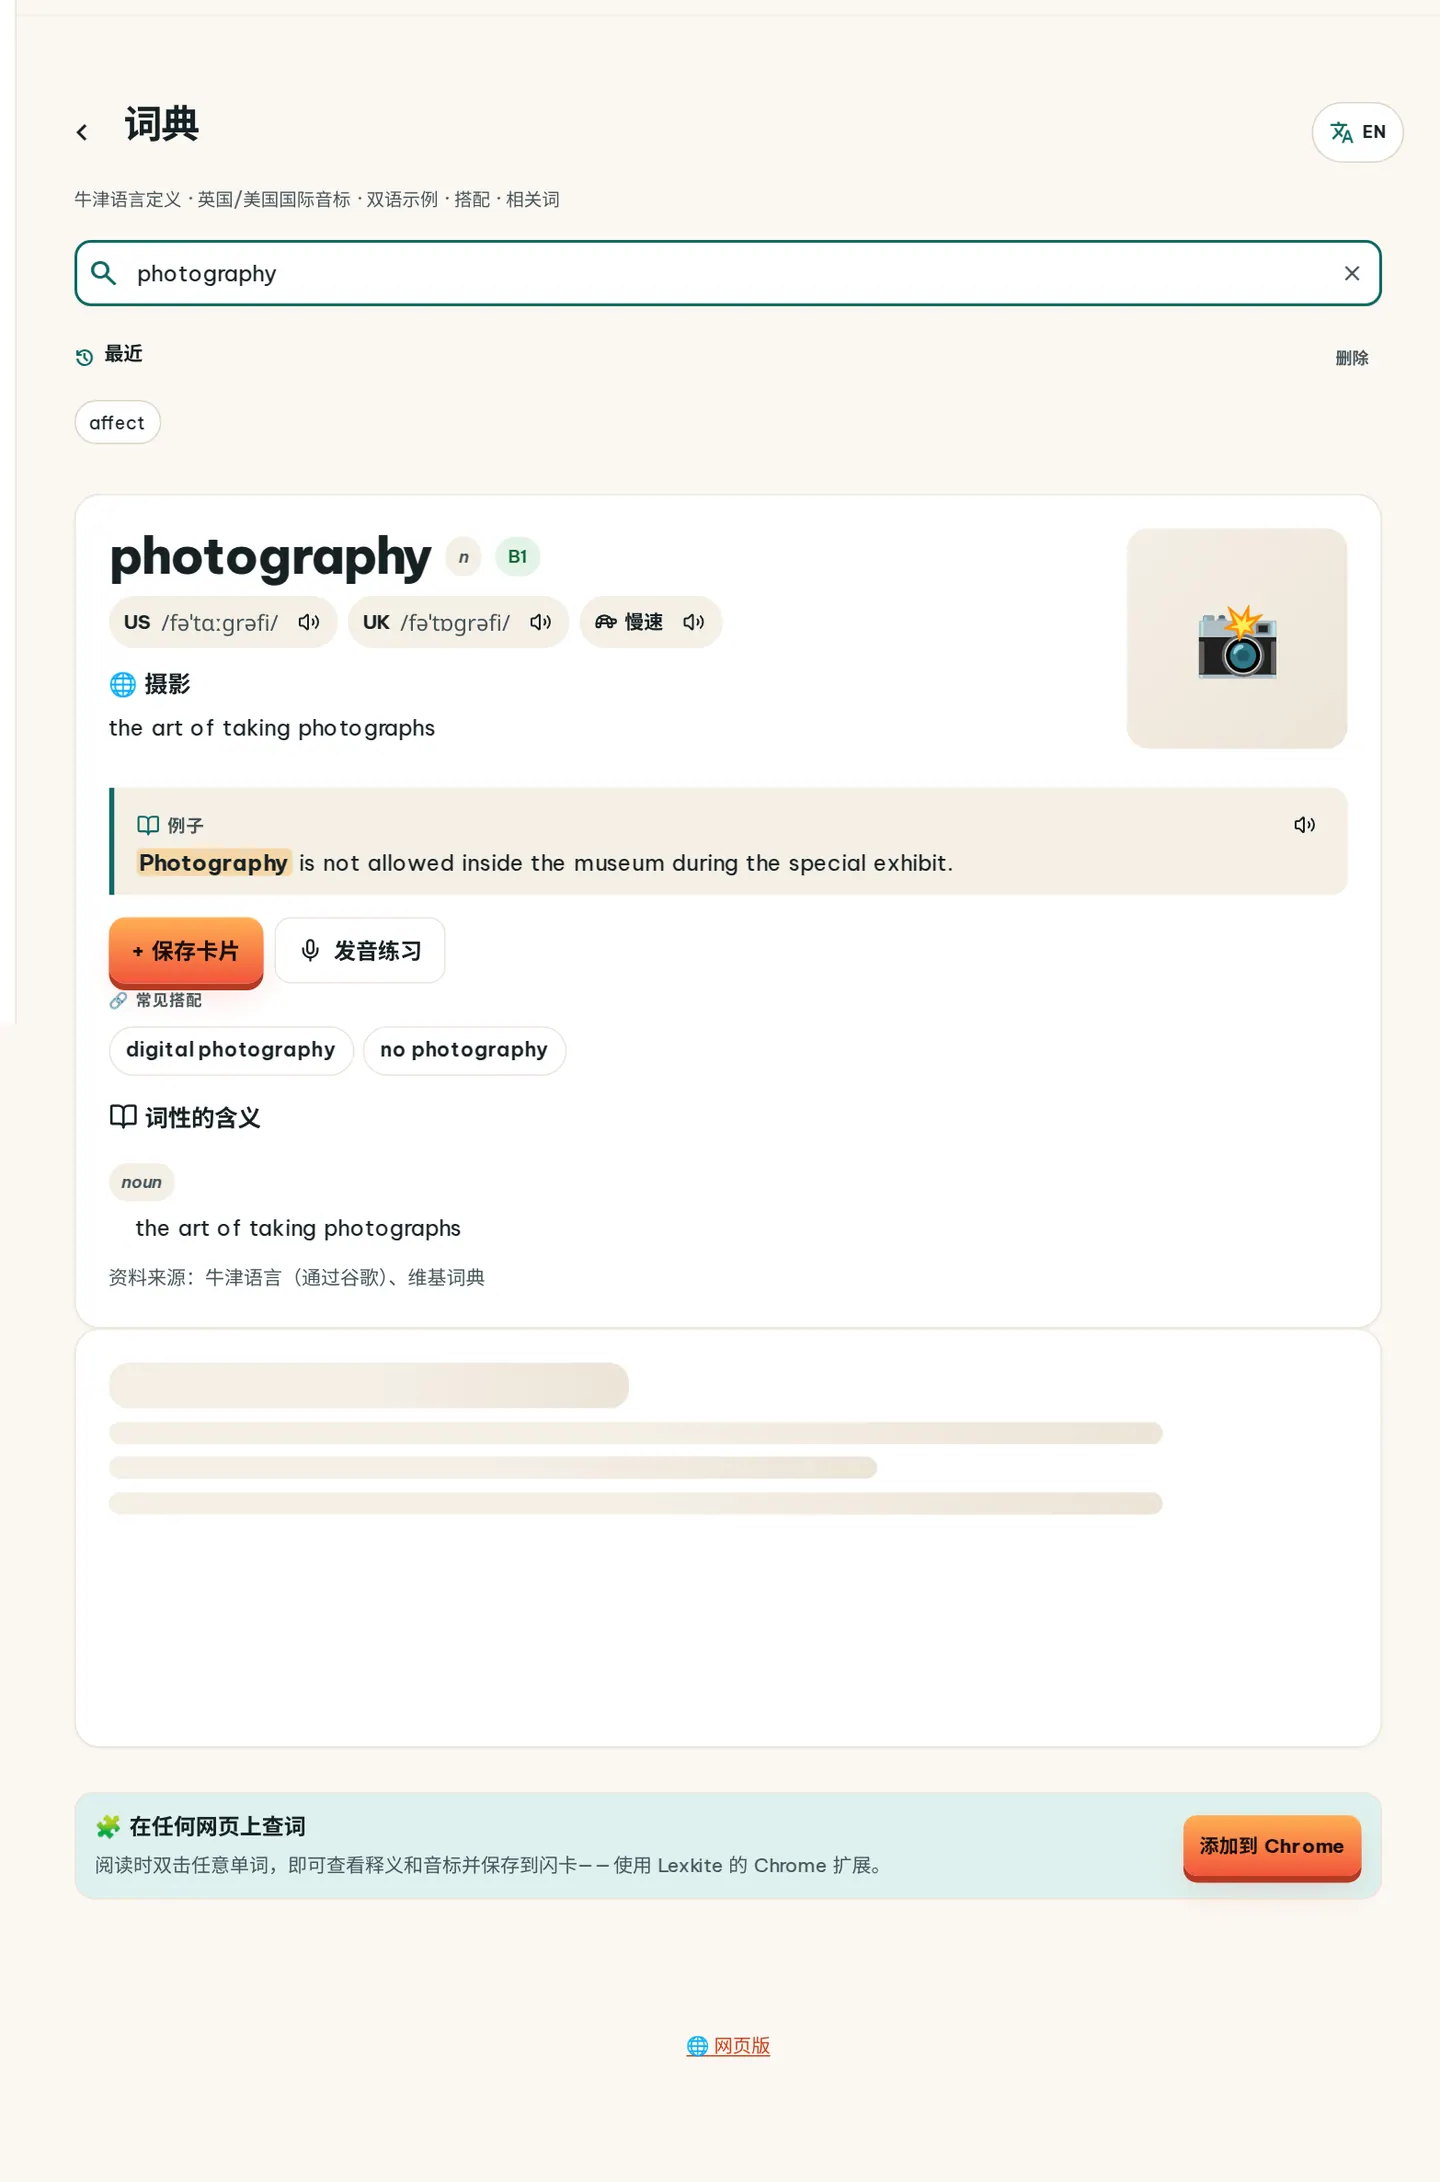 词典
EN
牛津语言定义 · 英国/美国国际音标 · 双语示例 · 搭配 · 相关词
photography
最近
删除
affect
photography n B1
US /fəˈtɑːɡrəfi/ UK /fəˈtɒɡrəfi/ 慢速
摄影
the art of taking photographs
例子
Photography is not allowed inside the museum during the special exhibit.
+ 保存卡片
发音练习
常见搭配
digital photography
no photography
词性的含义
noun
the art of taking photographs
资料来源：牛津语言（通过谷歌）、维基词典
在任何网页上查词
阅读时双击任意单词，即可查看释义和音标并保存到闪卡——使用 Lexkite 的 Chrome 扩展。
添加到 Chrome
网页版